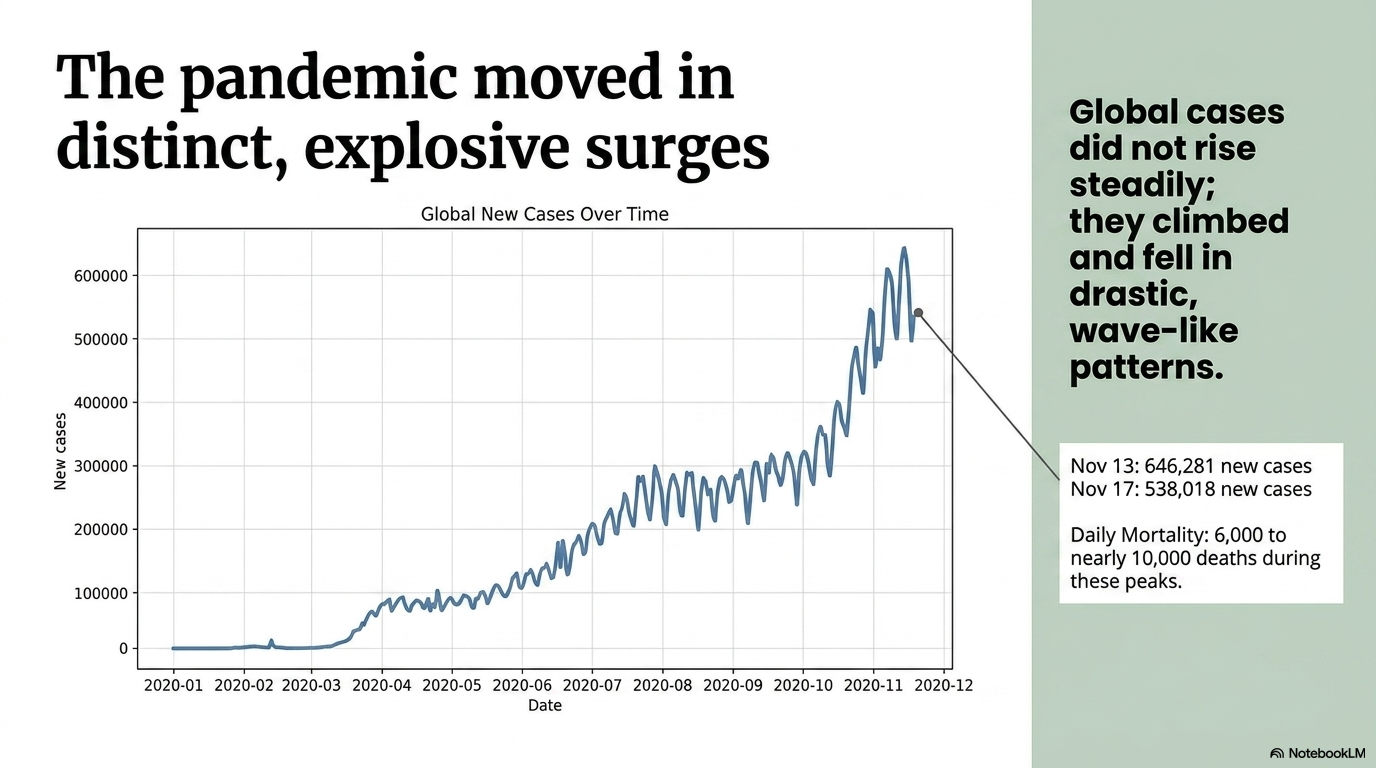 The pandemic moved in
distinct, explosive surges
Global New Cases Over Time
600000
500000
400000
300000
200000
100000
0
New cases
2020-01 2020-02 2020-03 2020-04 2020-05 2020-06 2020-07 2020-08 2020-09 2020-10 2020-11 2020-12
Date
Global cases
did not rise
steadily;
they climbed
and fell in
drastic,
wave-like
patterns.
Nov 13: 646,281 new cases
Nov 17: 538,018 new cases
Daily Mortality: 6,000 to
nearly 10,000 deaths during
these peaks.
NotebookLM